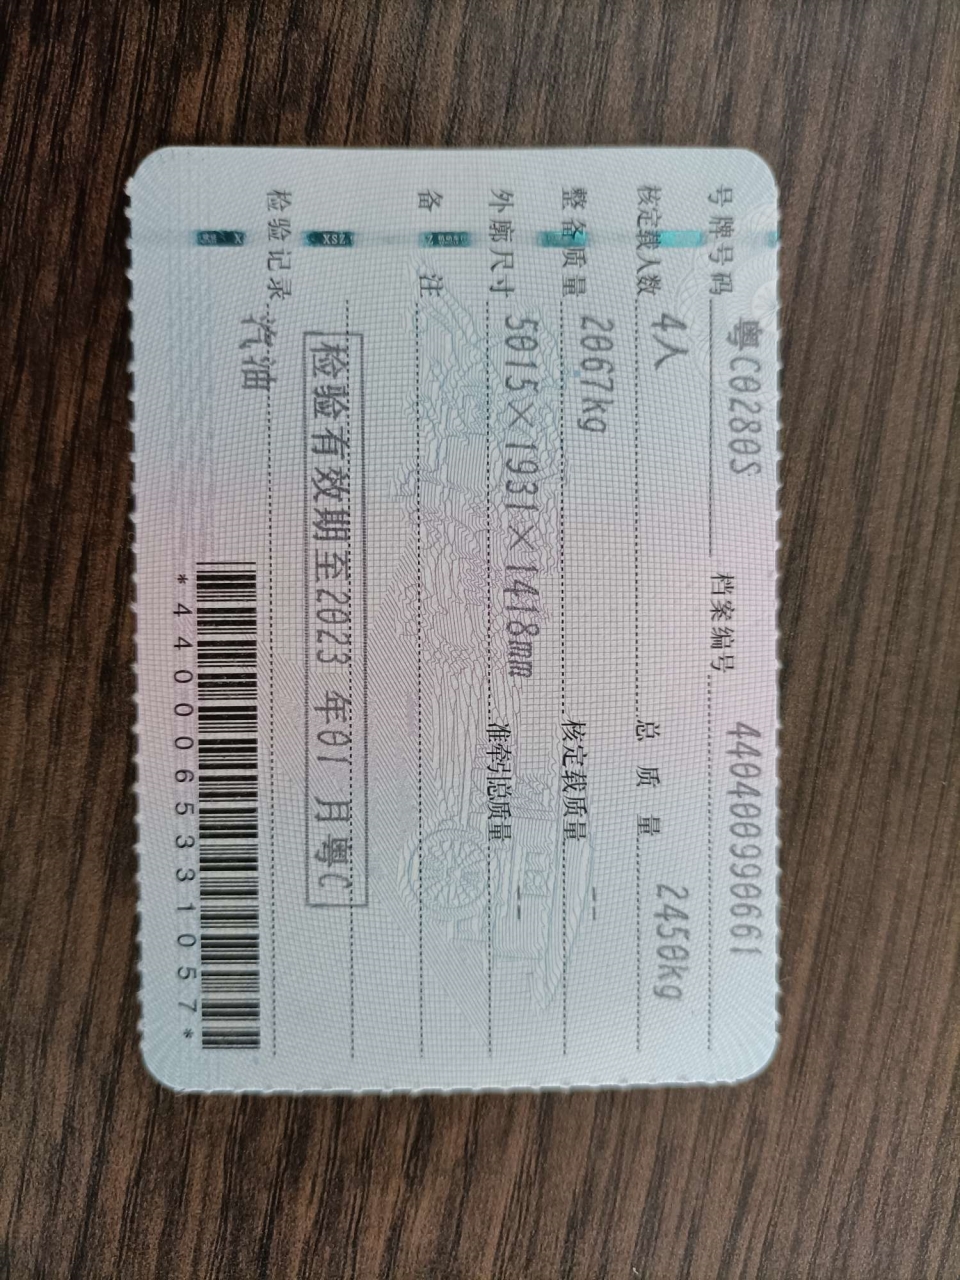 号牌号码 粤C0280S 档案编号 440400990661
核定载人数 4人 总质量 2450kg
整备质量 2067kg 核定载质量 --
外廓尺寸 5015×1931×1418mm 准牵引总质量 --
备注
检验有效期至2023年01月粤C
检验记录
汽油
*4400065331057*
XSZ